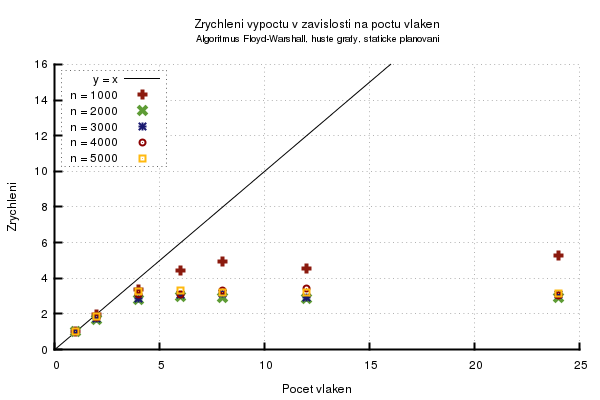 Zrychleni vypoctu v zavislosti na poctu vlaken
Algoritmus Floyd-Warshall, huste grafy, staticke planovani
16
14
12
10
8
6
4
2
0
y = x
n = 1000
n = 2000
n = 3000
n = 4000
n = 5000
Zrychleni
0 5 10 15 20 25
Pocet vlaken